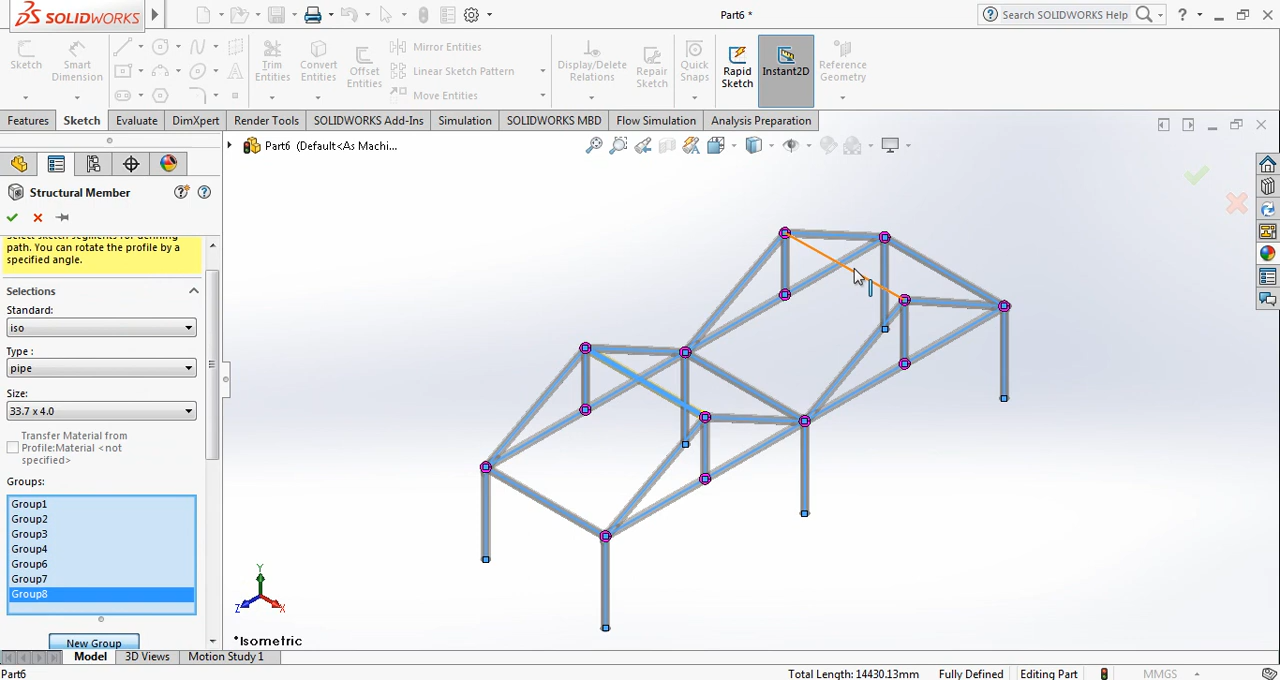 SOLIDWORKS
Part6 *
Search SOLIDWORKS Help
Sketch
Smart Dimension
Trim Entities
Convert Entities
Offset Entities
Mirror Entities
Linear Sketch Pattern
Move Entities
Display/Delete Relations
Repair Sketch
Quick Snaps
Rapid Sketch
Instant2D
Reference Geometry
Features
Sketch
Evaluate
DimXpert
Render Tools
SOLIDWORKS Add-Ins
Simulation
SOLIDWORKS MBD
Flow Simulation
Analysis Preparation
Part6 (Default<As Machi...
Structural Member
path. You can rotate the profile by a
specified angle.
Selections
Standard:
iso
Type :
pipe
Size:
33.7 x 4.0
Transfer Material from
Profile:Material <not
specified>
Groups:
Group1
Group2
Group3
Group4
Group6
Group7
Group8
New Group
Y
Z
X
*Isometric
Model
3D Views
Motion Study 1
Part6
Total Length: 14430.13mm
Fully Defined
Editing Part
MMGS